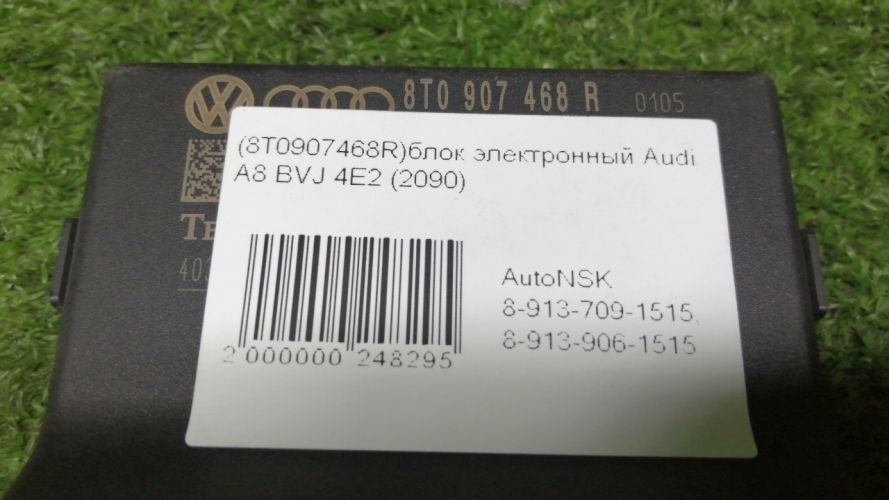 8T0 907 468 R 0105
(8T0907468R)блок электронный Audi
A8 BVJ 4E2 (2090)
AutoNSK
8-913-709-1515,
8-913-906-1515
2 000000 248295